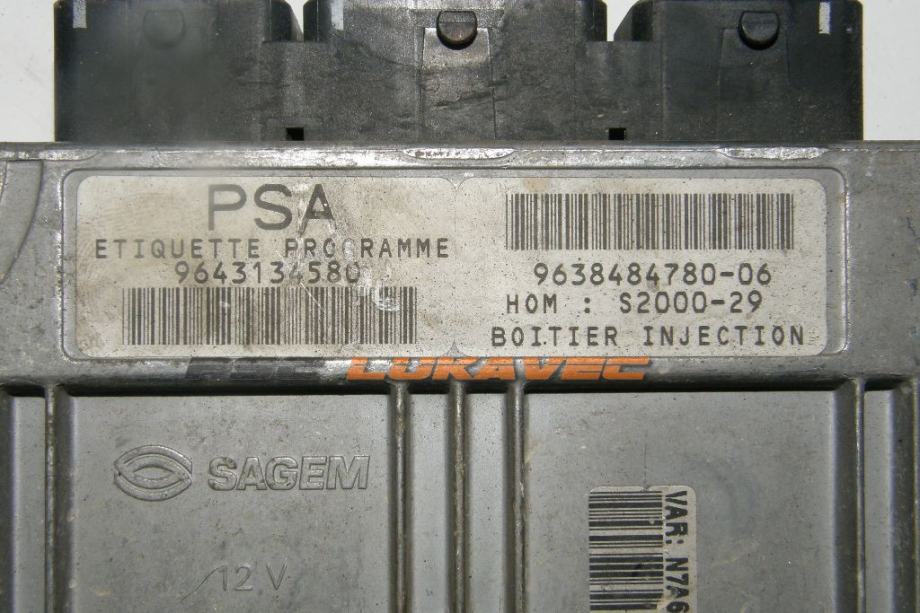 PSA
ETIQUETTE PROGRAMME
9643134580
9638484780-06
HOM : S2000-29
BOITIER INJECTION
LUKAVEC
SAGEM
12 V
VAR: N7A6